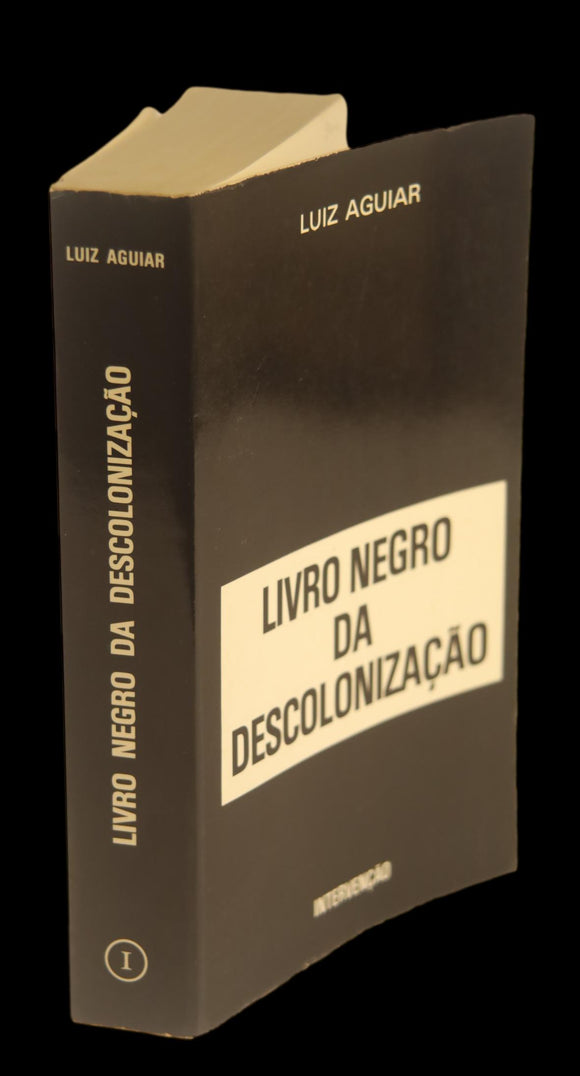 LUIZ AGUIAR
LIVRO NEGRO DA DESCOLONIZAÇÃO
I
LUIZ AGUIAR
LIVRO NEGRO
DA
DESCOLONIZAÇÃO
INTERVENÇÃO